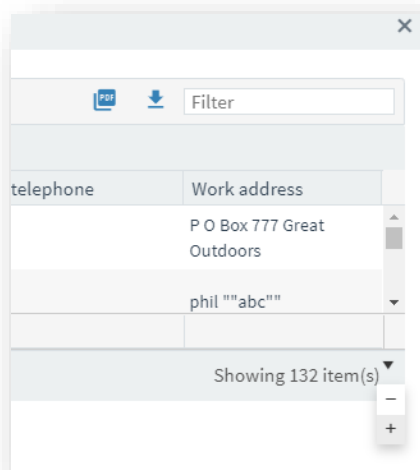 PDF
Filter
telephone
Work address
P O Box 777 Great
Outdoors
phil ""abc""
Showing 132 item(s)
−
+